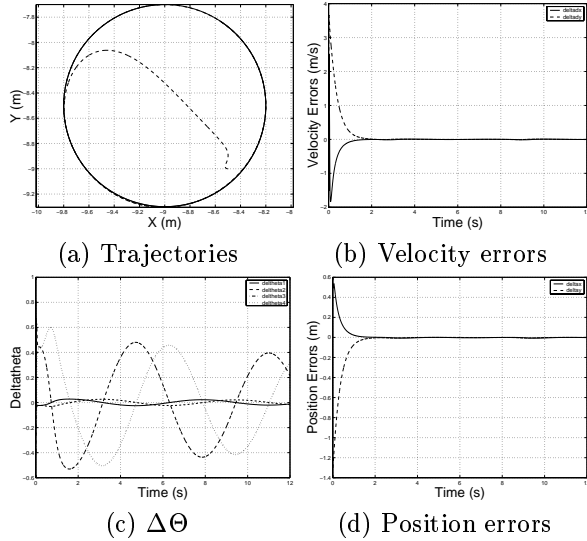 deltadx
deltady
4
3
2
1
0
−1
−2
0 2 4 6 8 10 12
Velocity Errors (m/s)
Time (s)
−7.8
−8
−8.2
−8.4
−8.6
−8.8
−9
−9.2
−10 −9.8 −9.6 −9.4 −9.2 −9 −8.8 −8.6 −8.4 −8.2 −8
Y (m)
X (m)
(a) Trajectories
(b) Velocity errors
deltheta1
deltheta2
deltheta3
deltheta4
1
0.8
0.6
0.4
0.2
0
−0.2
−0.4
−0.6
0 2 4 6 8 10 12
Deltatheta
Time (s)
deltax
deltay
0.6
0.4
0.2
0
−0.2
−0.4
−0.6
−0.8
−1
−1.2
−1.4
0 2 4 6 8 10 12
Position Errors (m)
Time (s)
(c) ΔΘ
(d) Position errors